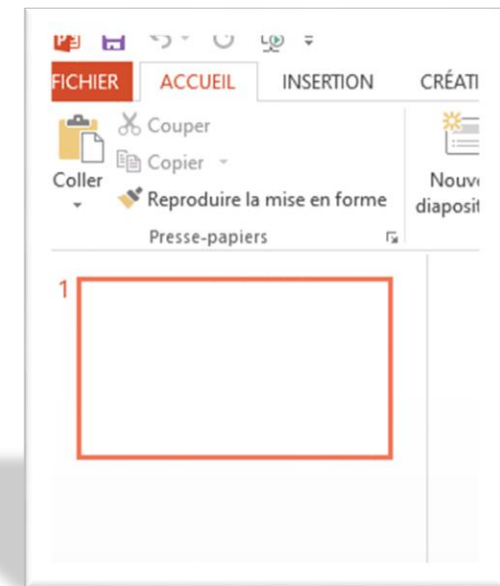 FICHIER ACCUEIL INSERTION CRÉATI
Couper
Copier
Coller
Reproduire la mise en forme
Nouv
diaposit
Presse-papiers
1